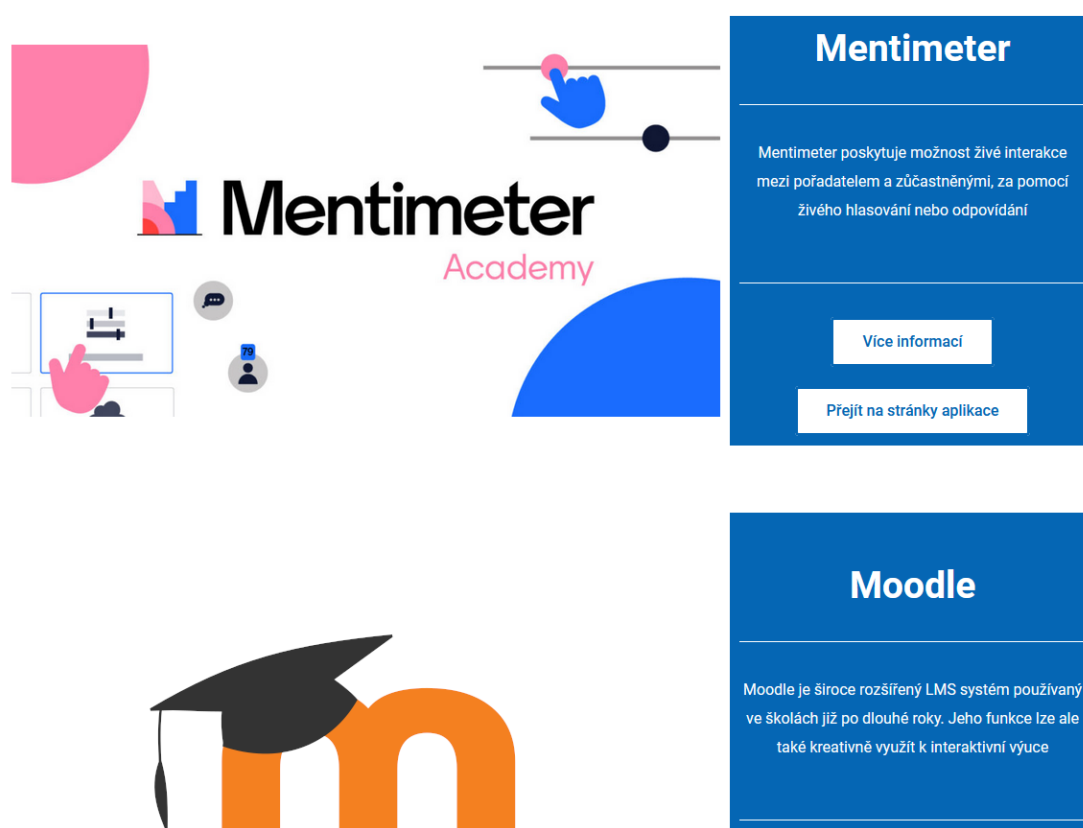 Mentimeter
Academy
79
Mentimeter
Mentimeter poskytuje možnost živé interakce
mezi pořadatelem a zůčastněnými, za pomocí
živého hlasování nebo odpovídání
Více informací
Přejít na stránky aplikace
m
Moodle
Moodle je široce rozšířený LMS systém používaný
ve školách již po dlouhé roky. Jeho funkce lze ale
také kreativně využít k interaktivní výuce